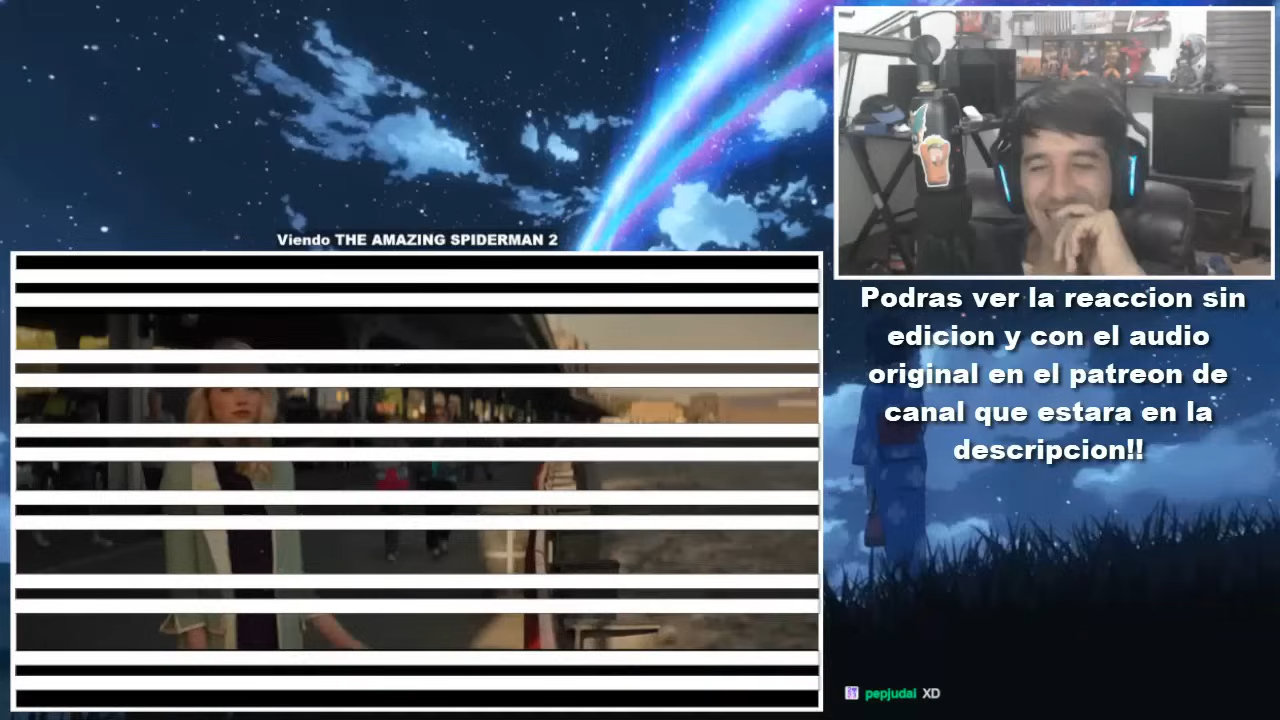 Viendo THE AMAZING SPIDERMAN 2
Podras ver la reaccion sin
edicion y con el audio
original en el patreon de
canal que estara en la
descripcion!!
pepjudai XD